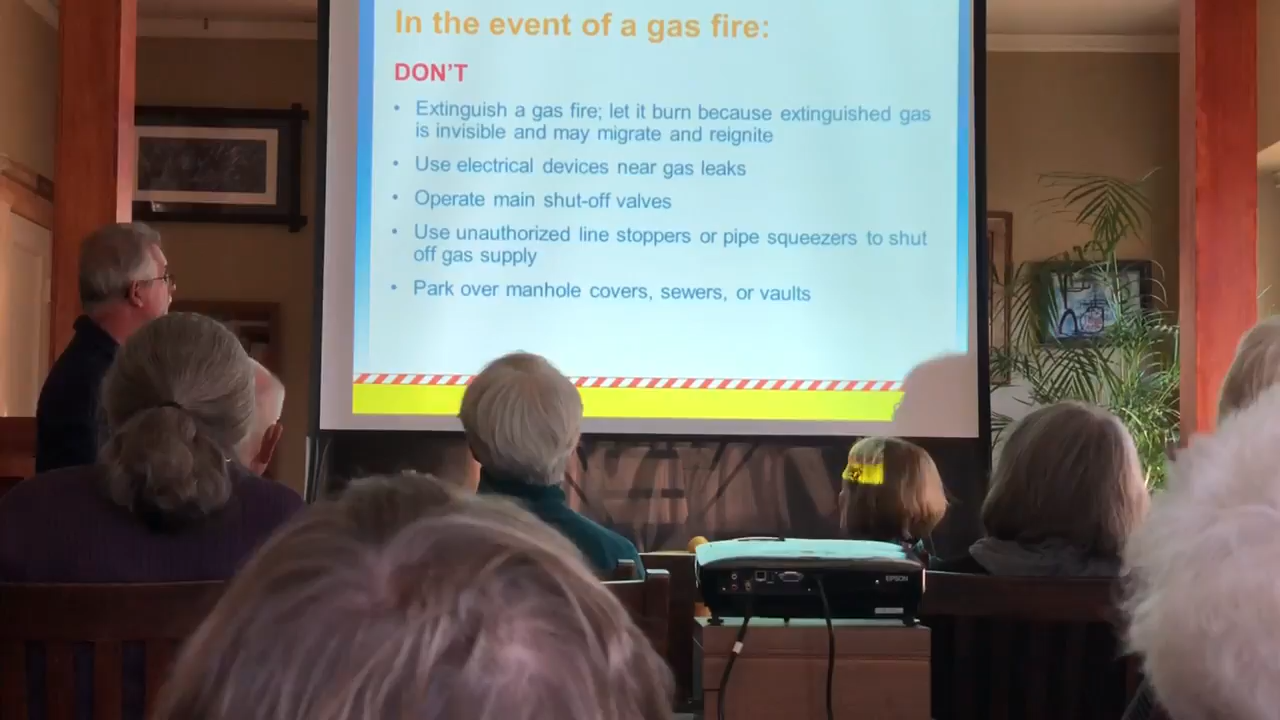 In the event of a gas fire:
DON'T
• Extinguish a gas fire; let it burn because extinguished gas
is invisible and may migrate and reignite
• Use electrical devices near gas leaks
• Operate main shut-off valves
• Use unauthorized line stoppers or pipe squeezers to shut
off gas supply
• Park over manhole covers, sewers, or vaults
EPSON